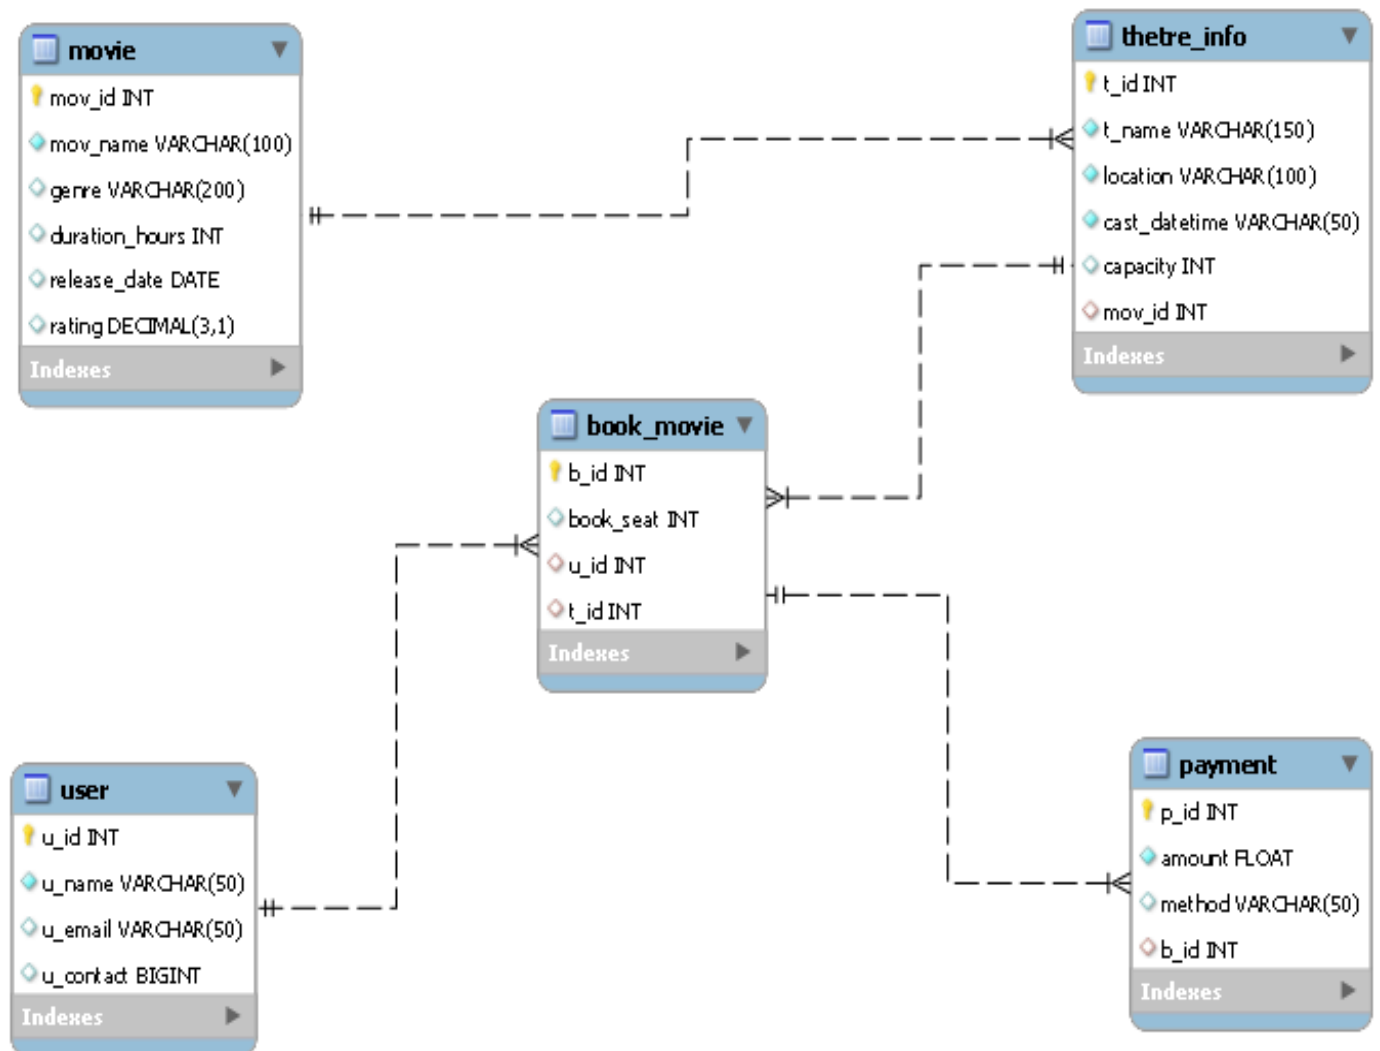 movie
mov_id INT
mov_name VARCHAR(100)
genre VARCHAR(200)
duration_hours INT
release_date DATE
rating DECIMAL(3,1)
Indexes
thetre_info
t_id INT
t_name VARCHAR(150)
location VARCHAR(100)
cast_datetime VARCHAR(50)
capacity INT
mov_id INT
Indexes
book_movie
b_id INT
book_seat INT
u_id INT
t_id INT
Indexes
user
u_id INT
u_name VARCHAR(50)
u_email VARCHAR(50)
u_contact BIGINT
Indexes
payment
p_id INT
amount FLOAT
method VARCHAR(50)
b_id INT
Indexes